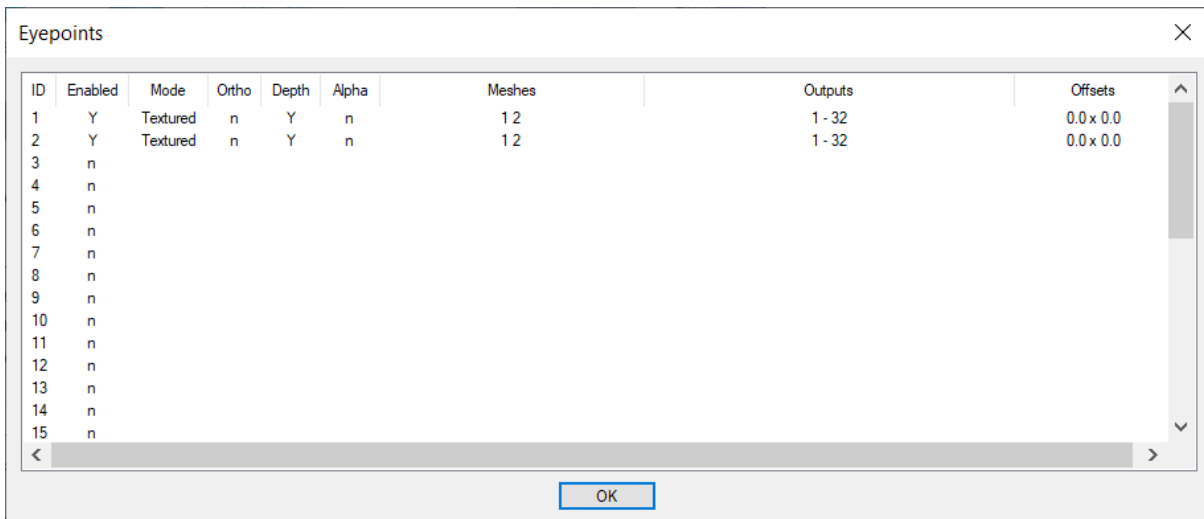 Eyepoints
ID Enabled Mode Ortho Depth Alpha Meshes Outputs Offsets
1 Y Textured n Y n 1 2 1 - 32 0.0 x 0.0
2 Y Textured n Y n 1 2 1 - 32 0.0 x 0.0
3 n
4 n
5 n
6 n
7 n
8 n
9 n
10 n
11 n
12 n
13 n
14 n
15 n
OK